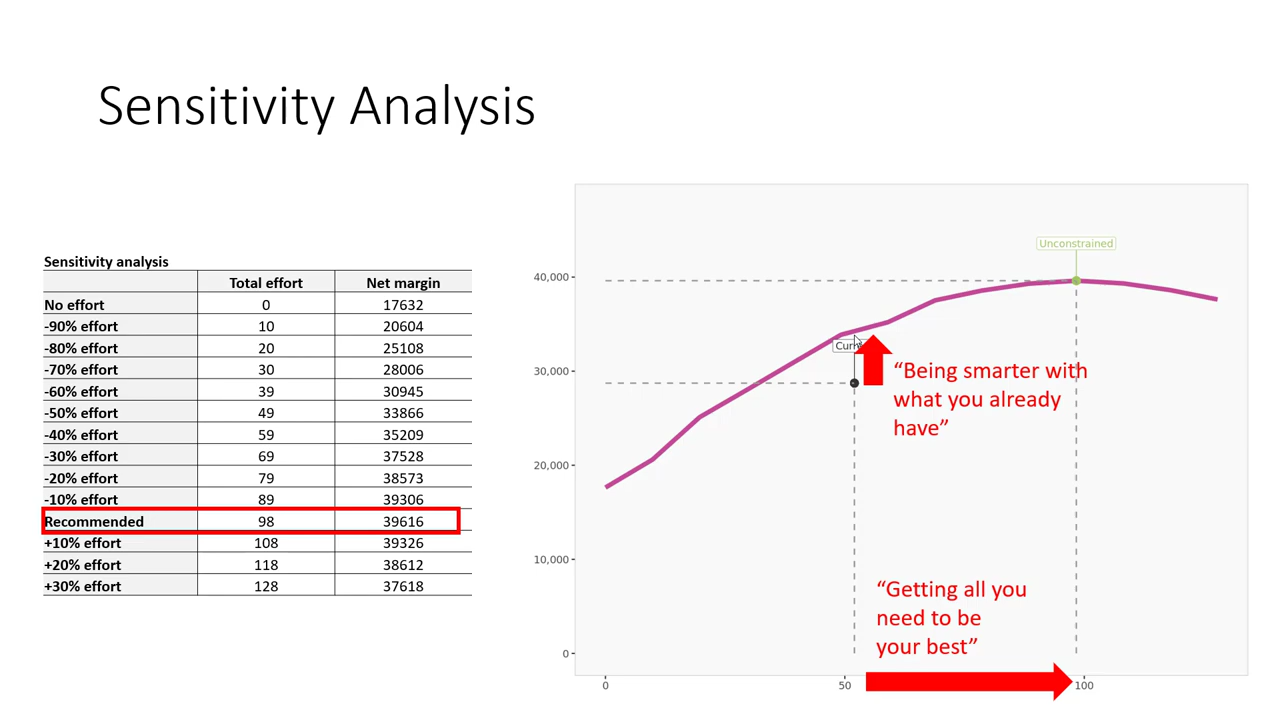 Sensitivity Analysis
Sensitivity analysis
Total effort Net margin
No effort 0 17632
-90% effort 10 20604
-80% effort 20 25108
-70% effort 30 28006
-60% effort 39 30945
-50% effort 49 33866
-40% effort 59 35209
-30% effort 69 37528
-20% effort 79 38573
-10% effort 89 39306
Recommended 98 39616
+10% effort 108 39326
+20% effort 118 38612
+30% effort 128 37618
Unconstrained
40,000
30,000
20,000
10,000
0
“Being smarter with
what you already
have”
“Getting all you
need to be
your best”
0 50 100